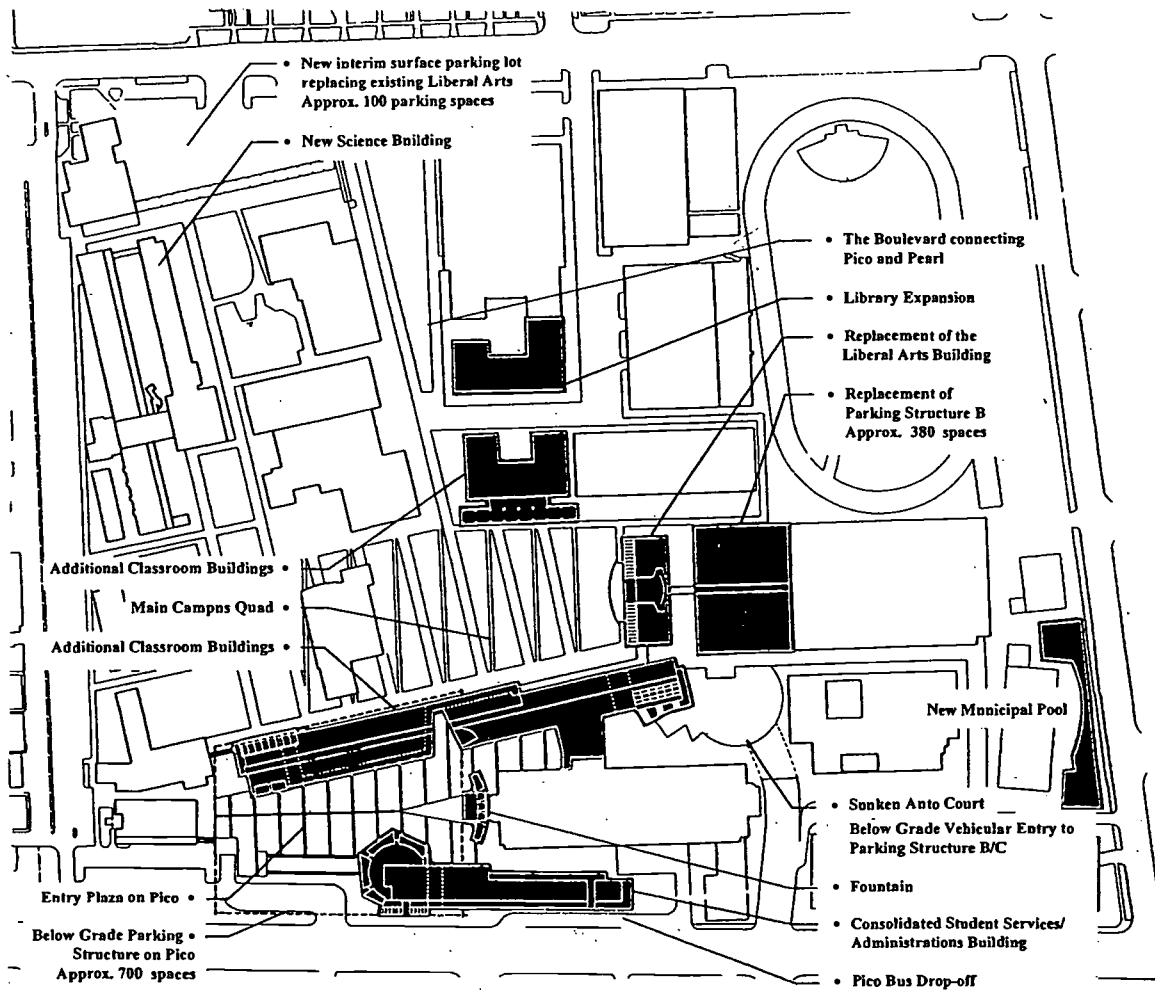 • New interim surface parking lot
replacing existing Liberal Arts
Approx. 100 parking spaces
• New Science Bnilding
• The Boulevard connecting
Pico and Pearl
• Library Expansion
• Replacement of the
Liberal Arts Building
• Replacement of
Parking Structure B
Approx. 380 spaces
Additional Classroom Buildings •
Main Campns Quad •
Additional Classroom Buildings •
New Municipal Pool
Entry Plaza on Pico •
Below Grade Parking •
Structure on Pico
Approx. 700 spaces
• Sonken Anto Court
Below Grade Vehicular Entry to
Parking Structure B/C
• Fountain
• Consolidated Student Services/
Administrations Building
• Pico Bus Drop-off